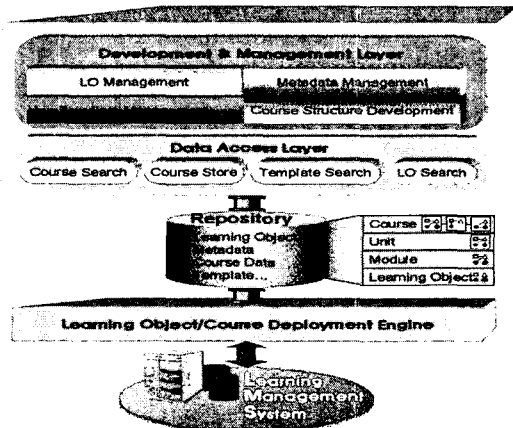 Development & Management Layer
LO Management
Metadata Management
Course Structure Development
Data Access Layer
Course Search
Course Store
Template Search
LO Search
Repository
Learning Object
Metadata
Course Data
Template...
Course
Unit
Module
Learning Object
Learning Object/Course Deployment Engine
Learning
Management
System